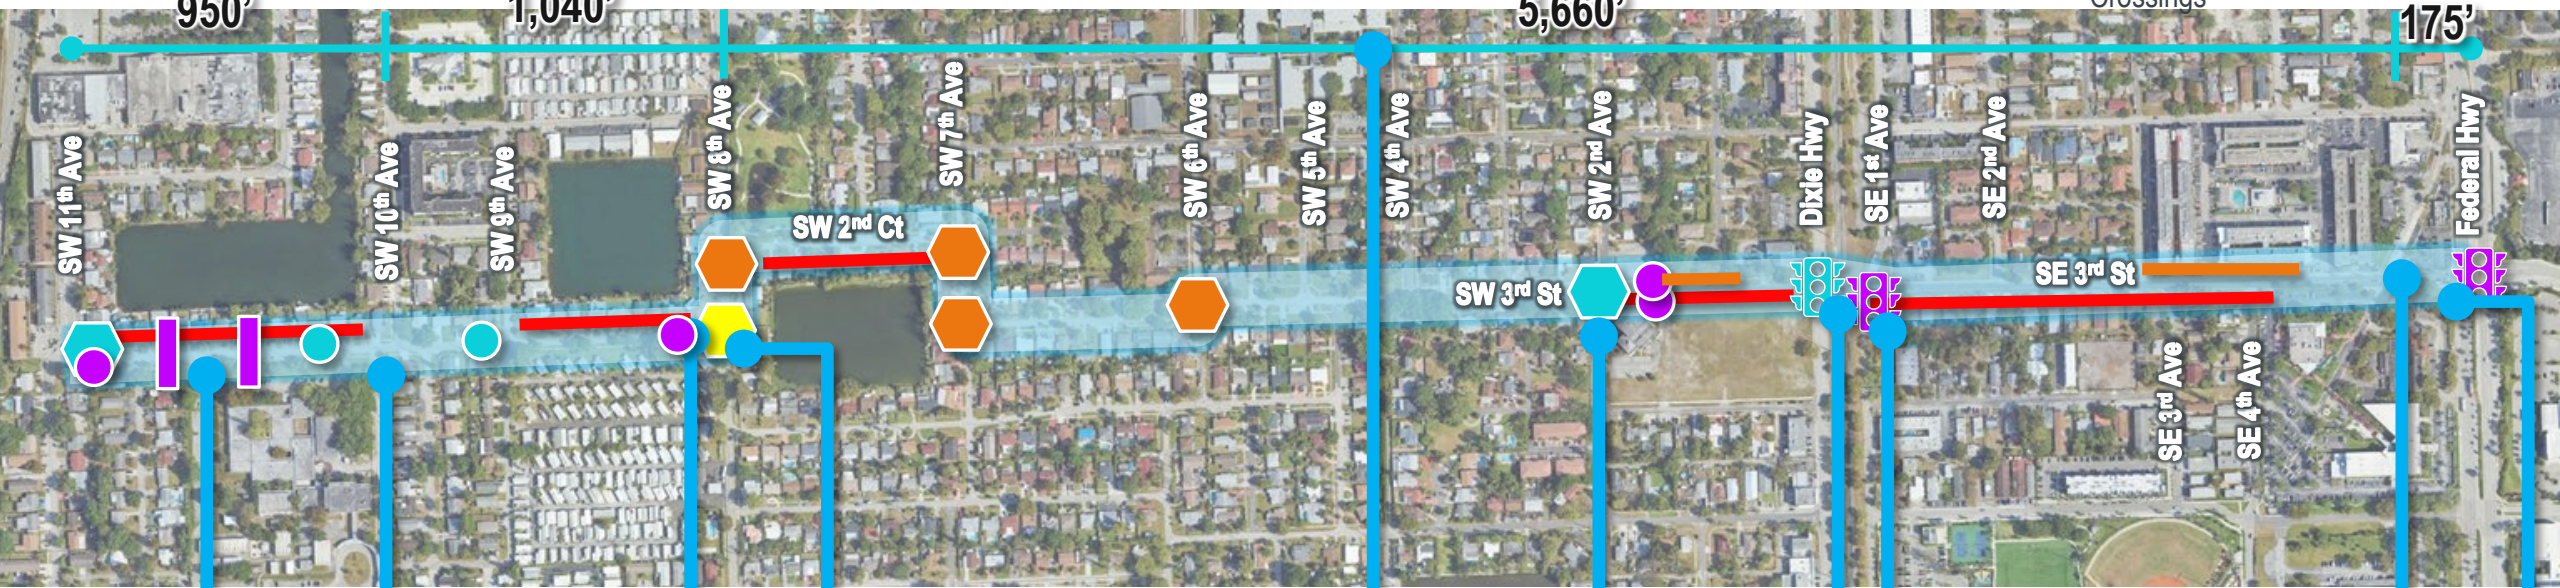 950’
1,040’
5,660’
Crossings
175’
SW 11th Ave
SW 10th Ave
SW 9th Ave
SW 8th Ave
SW 2nd Ct
SW 7th Ave
SW 6th Ave
SW 5th Ave
SW 4th Ave
SW 3rd St
SW 2nd Ave
Dixie Hwy
SE 1st Ave
SE 2nd Ave
SE 3rd St
SE 3rd Ave
SE 4th Ave
Federal Hwy